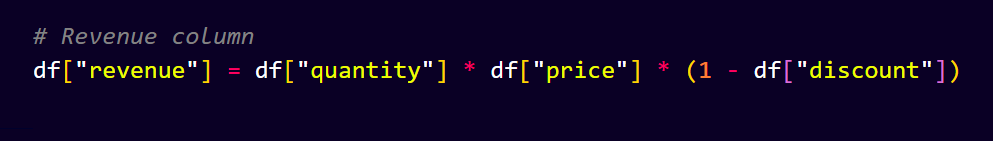 # Revenue column
df["revenue"] = df["quantity"] * df["price"] * (1 - df["discount"])